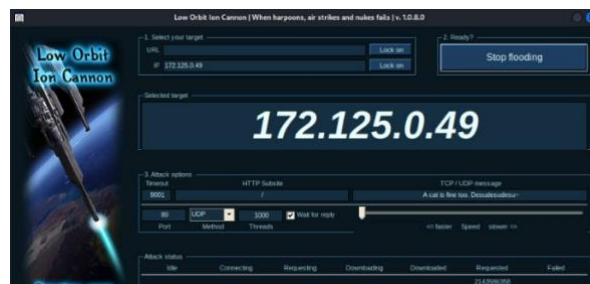 Low Orbit Ion Cannon | When harpoons, air strikes and nukes fails | v. 1.0.8.0
Low Orbit
Ion Cannon
1. Select your target
URL
Lock on
IP
172.125.0.49
Lock on
2. Ready?
Stop flooding
Selected target
172.125.0.49
3. Attack options
Timeout
HTTP Subsite
TCP / UDP message
9001
/
A cat is fine too. Desudesudesu~
80
UDP
1000
Wait for reply
Port
Method
Threads
<= faster Speed slower =>
Attack status
Idle
Connecting
Requesting
Downloading
Downloaded
Requested
Failed